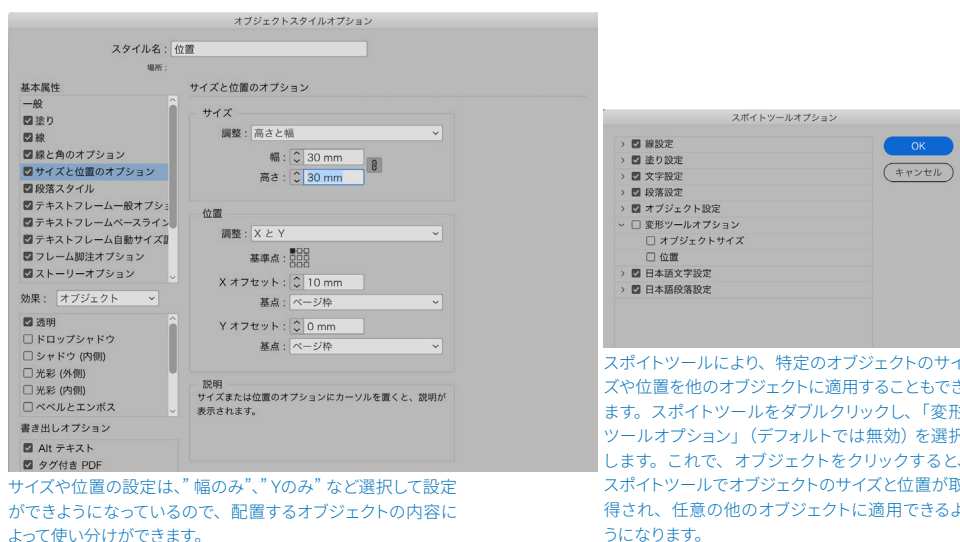 オブジェクトスタイルオプション
スタイル名 : 位置
場所 :
基本属性
一般
塗り
線
線と角のオプション
サイズと位置のオプション
段落スタイル
テキストフレーム一般オプショ
テキストフレームベースライン
テキストフレーム自動サイズ調
フレーム脚注オプション
ストーリーオプション
効果 : オブジェクト
透明
ドロップシャドウ
シャドウ (内側)
光彩 (外側)
光彩 (内側)
ベベルとエンボス
書き出しオプション
Alt テキスト
タグ付き PDF
サイズと位置のオプション
サイズ
調整 : 高さと幅
幅 : 30 mm
高さ : 30 mm
位置
調整 : X と Y
基準点 :
X オフセット : 10 mm
基点 : ページ枠
Y オフセット : 0 mm
基点 : ページ枠
説明
サイズまたは位置のオプションにカーソルを置くと、説明が
表示されます。
サイズや位置の設定は、”幅のみ”、”Yのみ” など選択して設定
ができようになっているので、配置するオブジェクトの内容に
よって使い分けができます。
スポイトツールオプション
線設定
塗り設定
文字設定
段落設定
オブジェクト設定
変形ツールオプション
オブジェクトサイズ
位置
日本語文字設定
日本語段落設定
OK
キャンセル
スポイトツールにより、特定のオブジェクトのサイ
ズや位置を他のオブジェクトに適用することもでき
ます。スポイトツールをダブルクリックし、「変形
ツールオプション」（デフォルトでは無効）を選択
します。これで、オブジェクトをクリックすると、
スポイトツールでオブジェクトのサイズと位置が取
得され、任意の他のオブジェクトに適用できるよ
うになります。